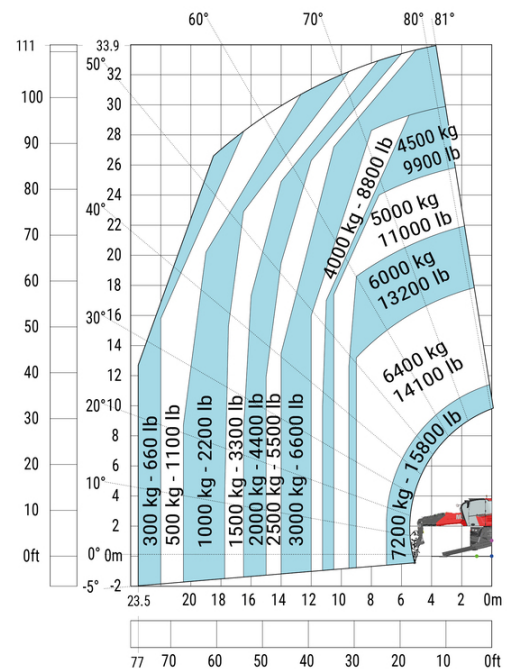 60° 70° 80° 81°
111 33.9
50° 32
100 30
90 28
4500 kg
9900 lb
26
80 24
4000 kg - 8800 lb
5000 kg
11000 lb
40° 22
70 20
6000 kg
13200 lb
60 18
30° 16
50 14
6400 kg
14100 lb
40 12
20° 10
30 8
300 kg - 660 lb
500 kg - 1100 lb
1000 kg - 2200 lb
1500 kg - 3300 lb
2000 kg - 4400 lb
2500 kg - 5500 lb
3000 kg - 6600 lb
7200 kg - 15800 lb
20 6
10° 4
10 2
0ft 0° 0m
-5° -2
23.5 20 18 16 14 12 10 8 6 4 2 0m
77 70 60 50 40 30 20 10 0ft